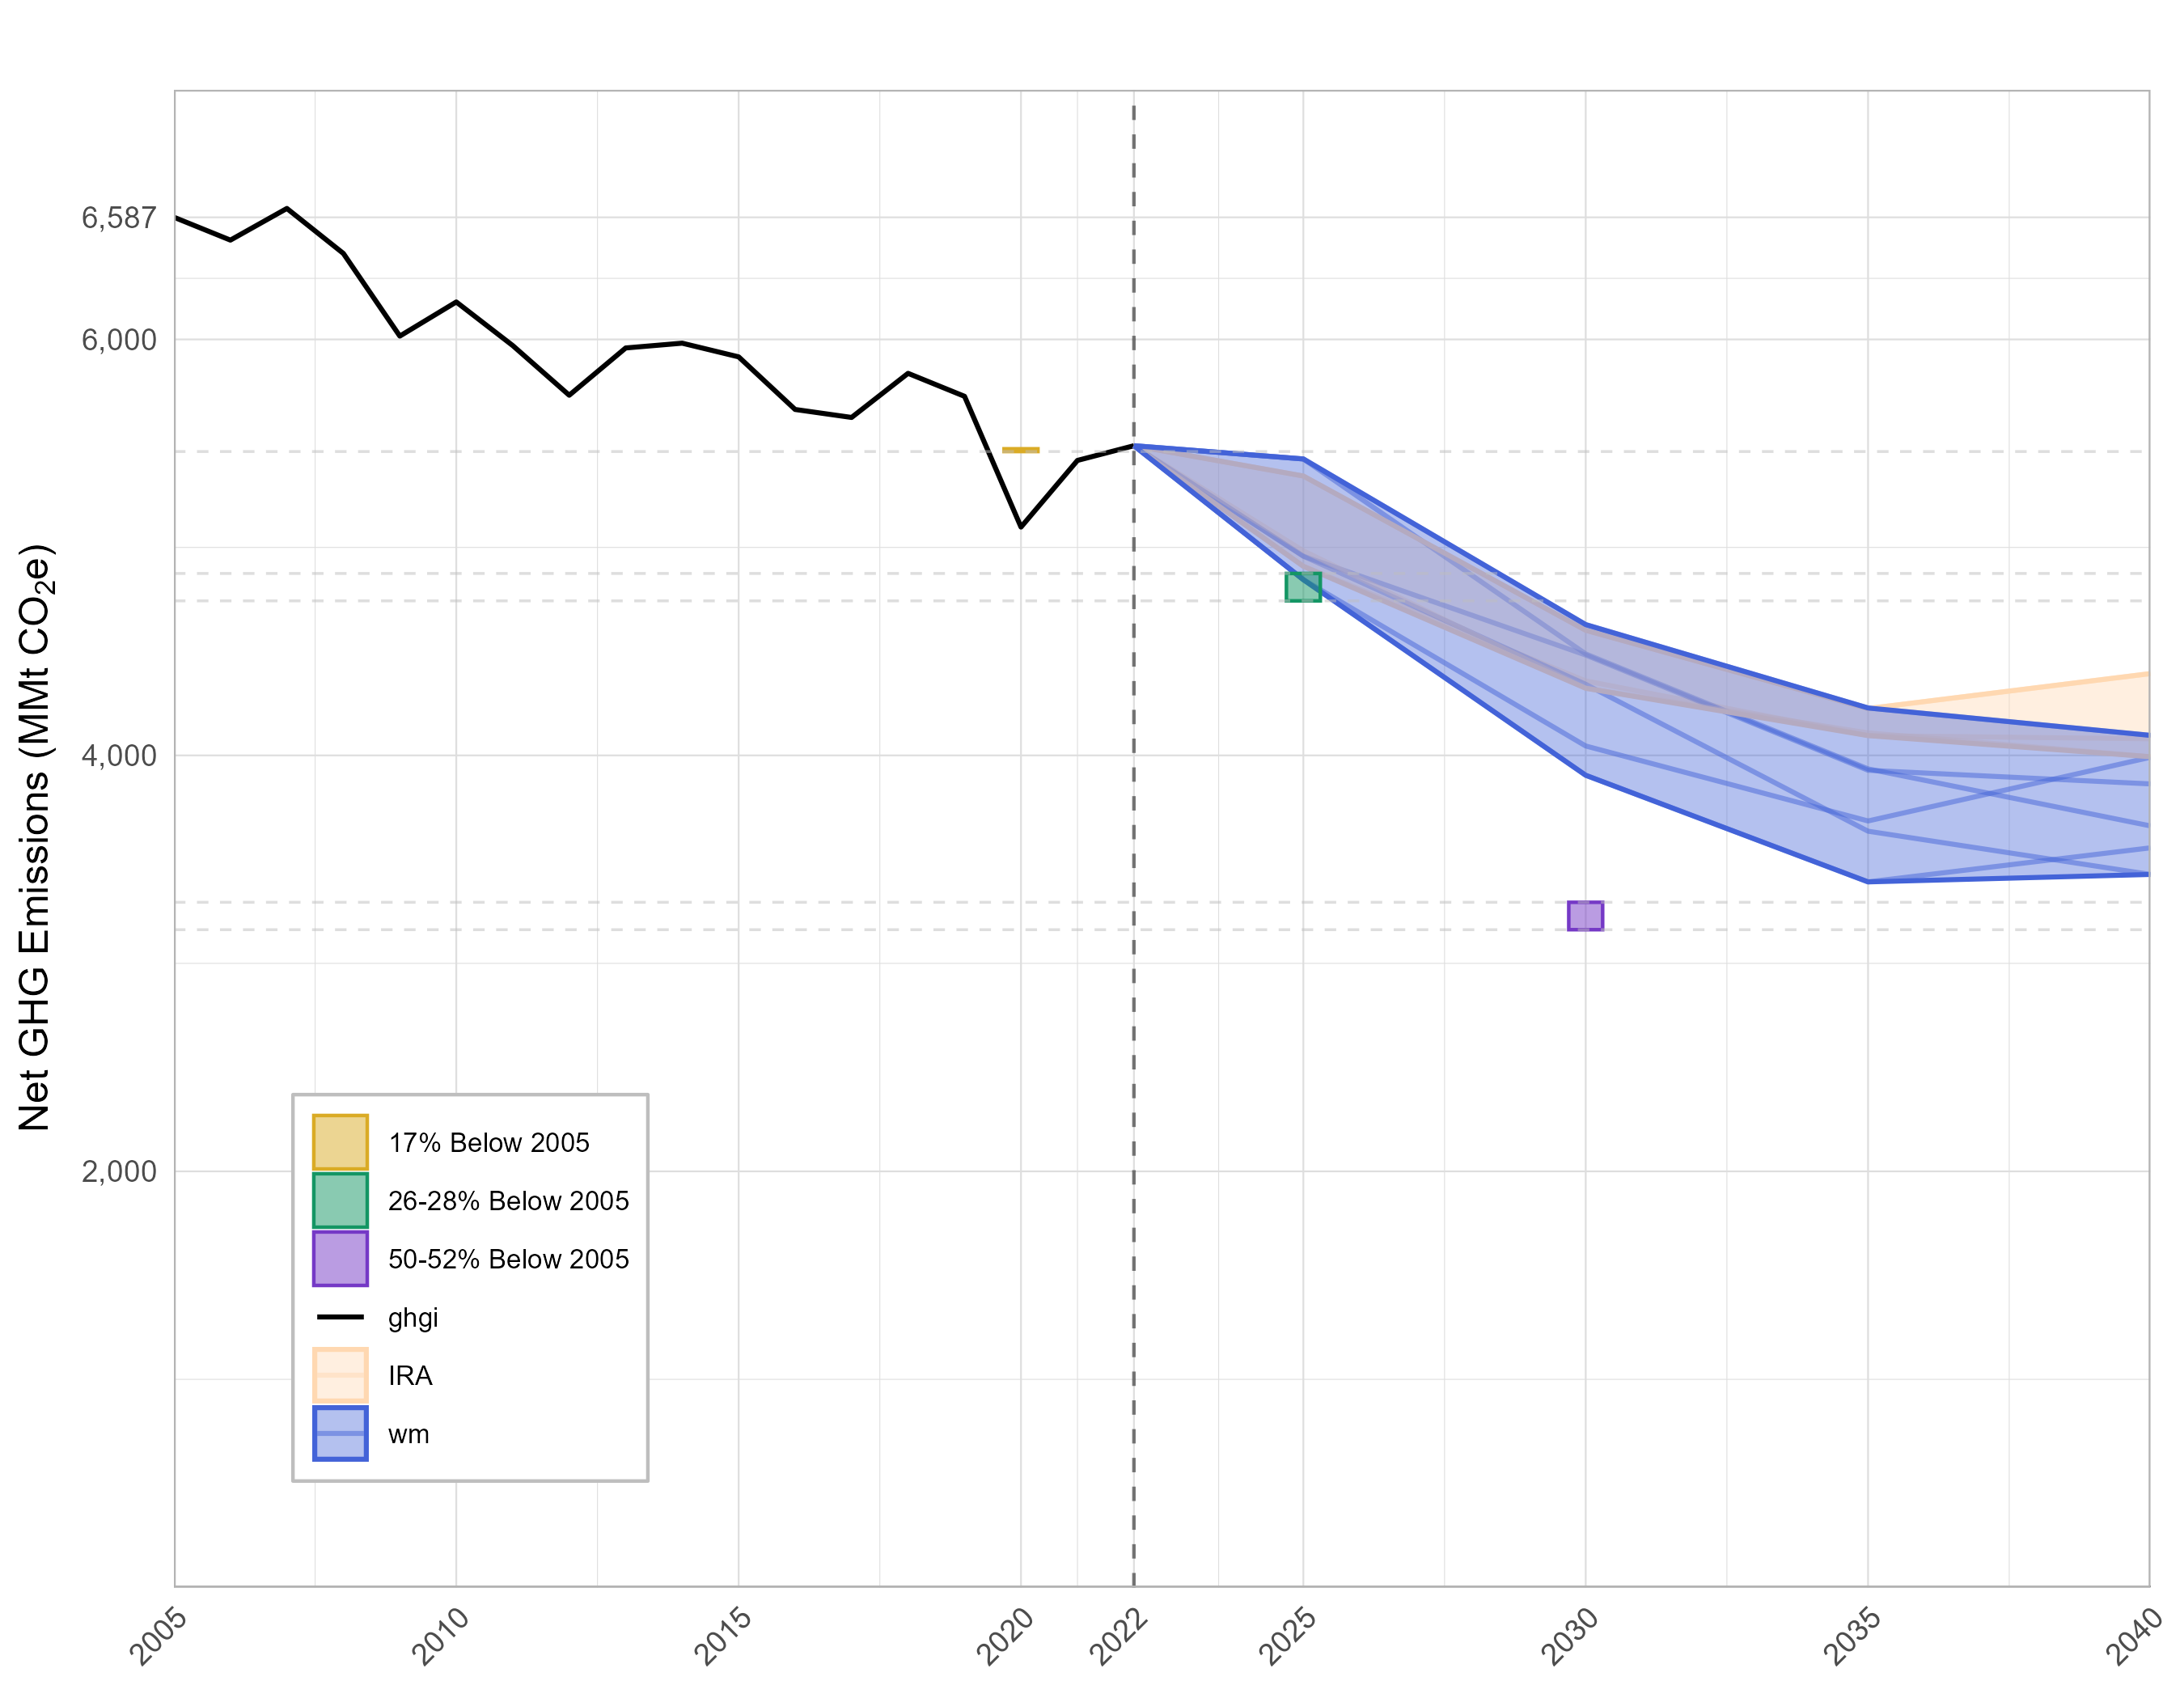 Net GHG Emissions (MMt CO₂e)
6,587
6,000
4,000
2,000
17% Below 2005
26-28% Below 2005
50-52% Below 2005
ghgi
IRA
wm
2005
2010
2015
2020
2022
2025
2030
2035
2040